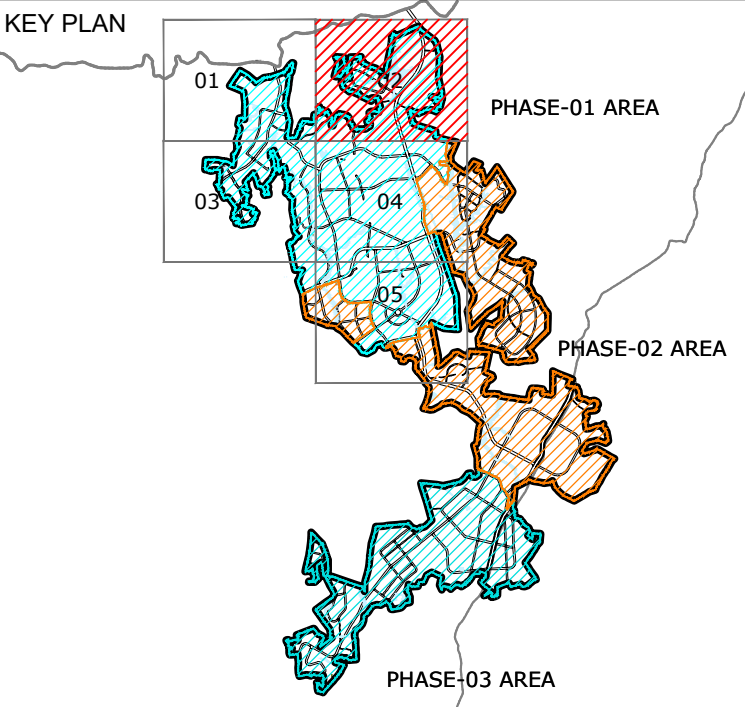 KEY PLAN
01
02
PHASE-01 AREA
03
04
05
PHASE-02 AREA
PHASE-03 AREA